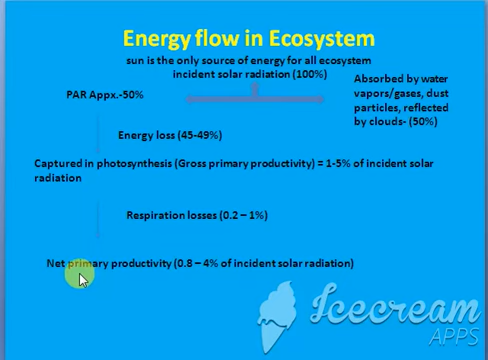 Energy flow in Ecosystem
sun is the only source of energy for all ecosystem
incident solar radiation (100%)
PAR Appx.-50%
Absorbed by water
vapors/gases, dust
particles, reflected
by clouds- (50%)
Energy loss (45-49%)
Captured in photosynthesis (Gross primary productivity) = 1-5% of incident solar
radiation
Respiration losses (0.2 – 1%)
Net primary productivity (0.8 – 4% of incident solar radiation)
Icecream
APPS